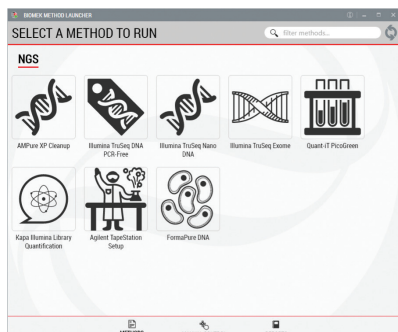 BIOMEK METHOD LAUNCHER
SELECT A METHOD TO RUN
filter methods...
NGS
AMPure XP Cleanup
Illumina TruSeq DNA
PCR-Free
Illumina TruSeq Nano
DNA
Illumina TruSeq Exome
Quant-iT PicoGreen
Kapa Illumina Library
Quantification
Agilent TapeStation
Setup
FormaPure DNA
METHODS